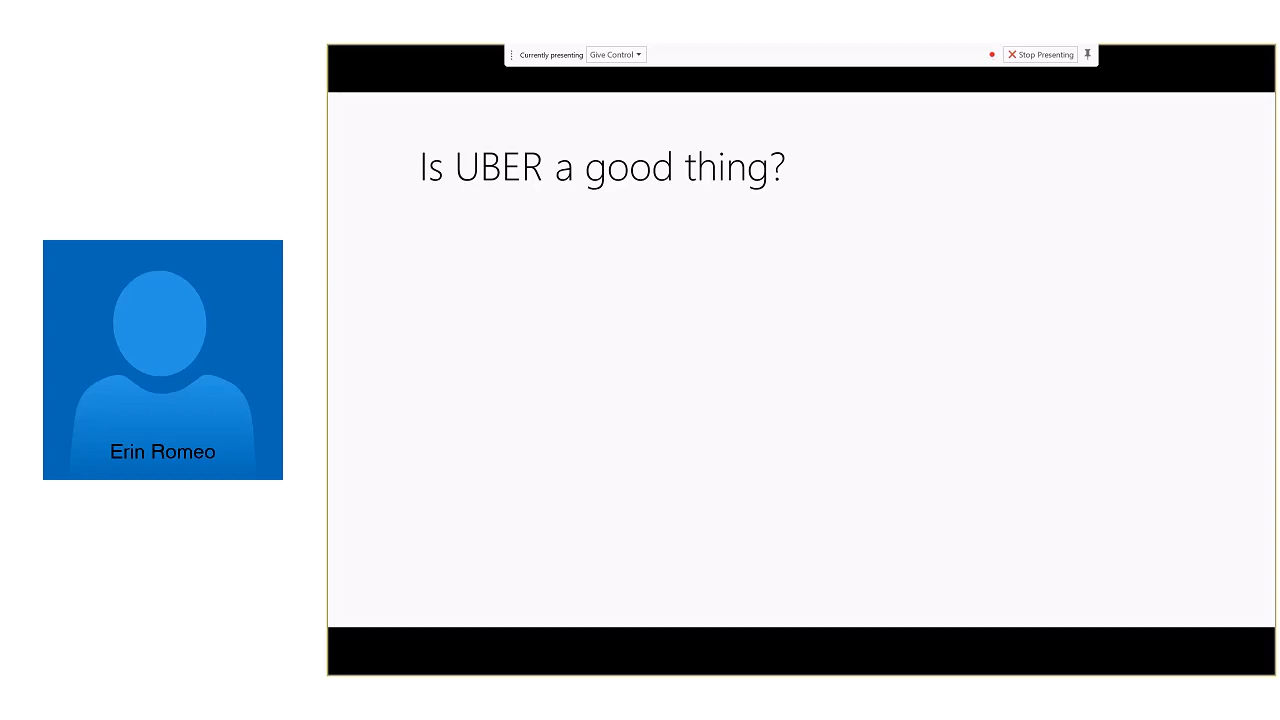 Currently presenting Give Control Stop Presenting
Is UBER a good thing?
Erin Romeo